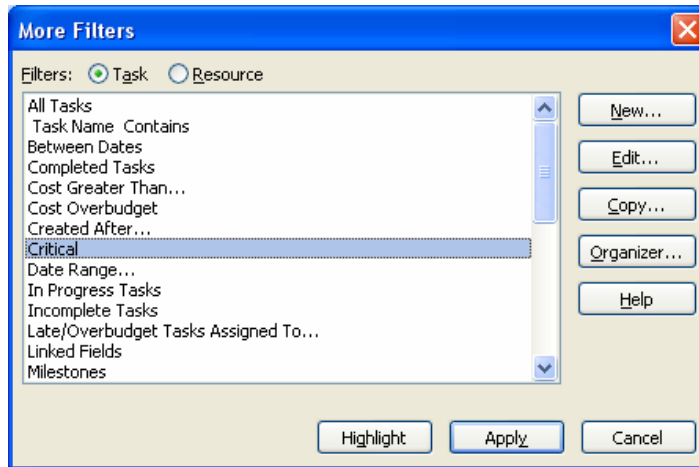 More Filters
Filters: Task Resource
All Tasks
Task Name Contains
Between Dates
Completed Tasks
Cost Greater Than...
Cost Overbudget
Created After...
Critical
Date Range...
In Progress Tasks
Incomplete Tasks
Late/Overbudget Tasks Assigned To...
Linked Fields
Milestones
New...
Edit...
Copy...
Organizer...
Help
Highlight Apply Cancel